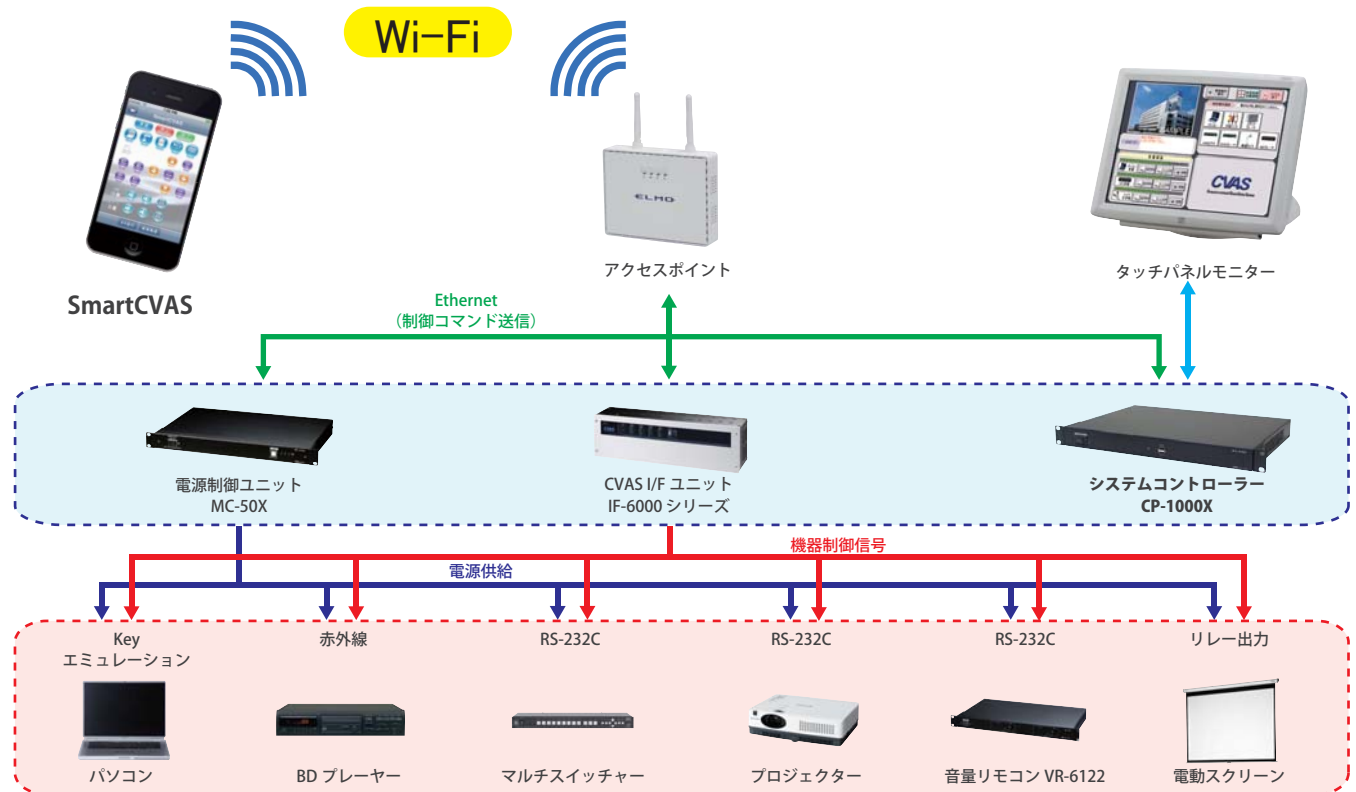 Wi-Fi
SmartCVAS
ELMO
SAMPLE
CVAS
アクセスポイント
タッチパネルモニター
SmartCVAS
Ethernet
（制御コマンド送信）
電源制御ユニット
MC-50X
CVAS I/F ユニット
IF-6000 シリーズ
システムコントローラー
CP-1000X
機器制御信号
電源供給
Key
エミュレーション
赤外線
RS-232C
RS-232C
RS-232C
リレー出力
パソコン
BD プレーヤー
マルチスイッチャー
プロジェクター
音量リモコン VR-6122
電動スクリーン